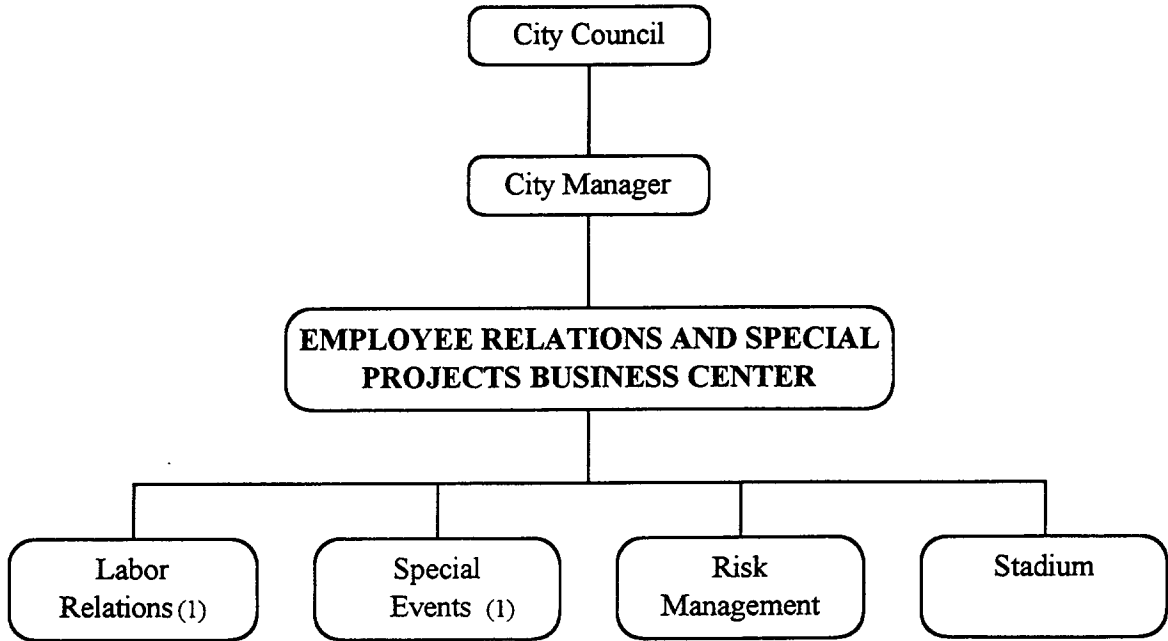 City Council
City Manager
EMPLOYEE RELATIONS AND SPECIAL
PROJECTS BUSINESS CENTER
Labor
Relations (1)
Special
Events (1)
Risk
Management
Stadium